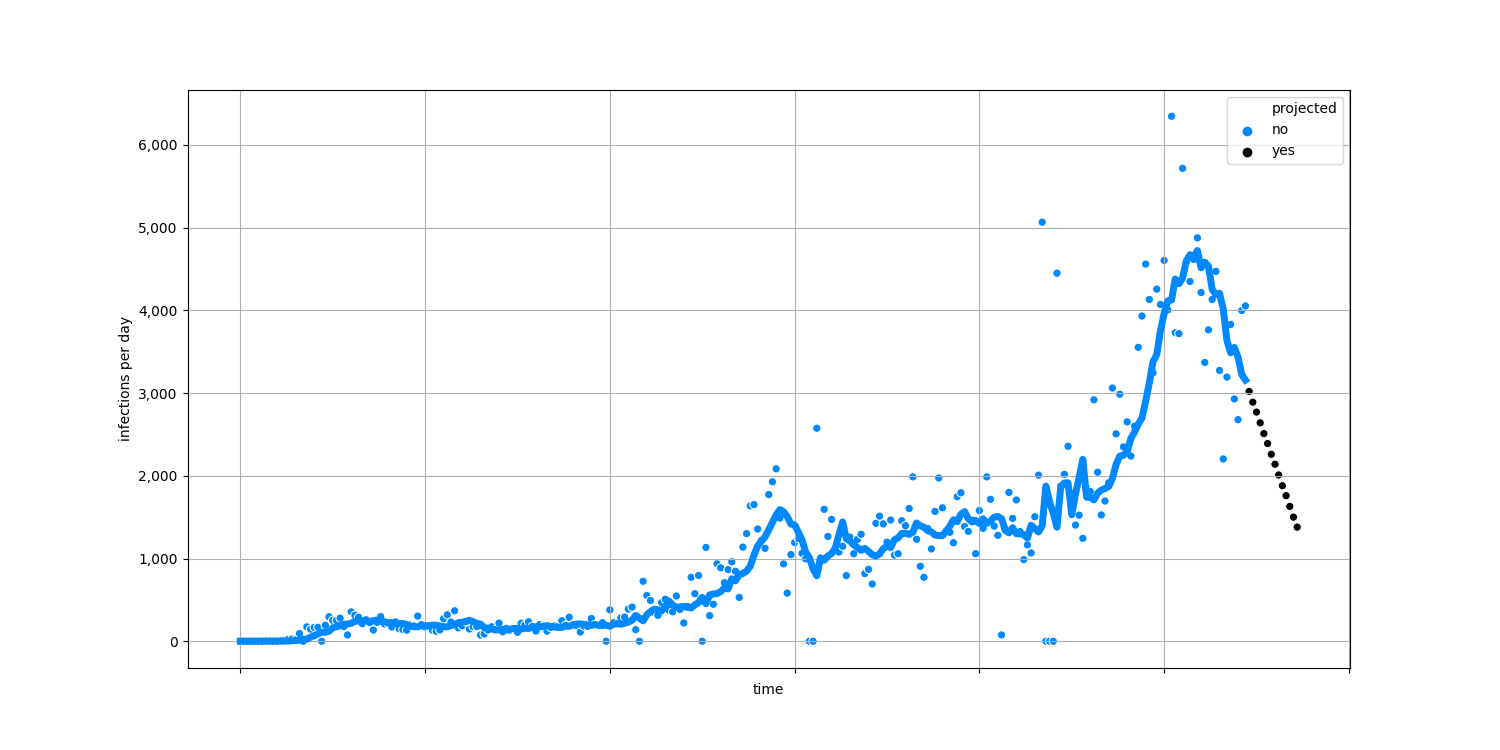 projected
no
yes
6,000
5,000
4,000
3,000
2,000
1,000
0
infections per day
time